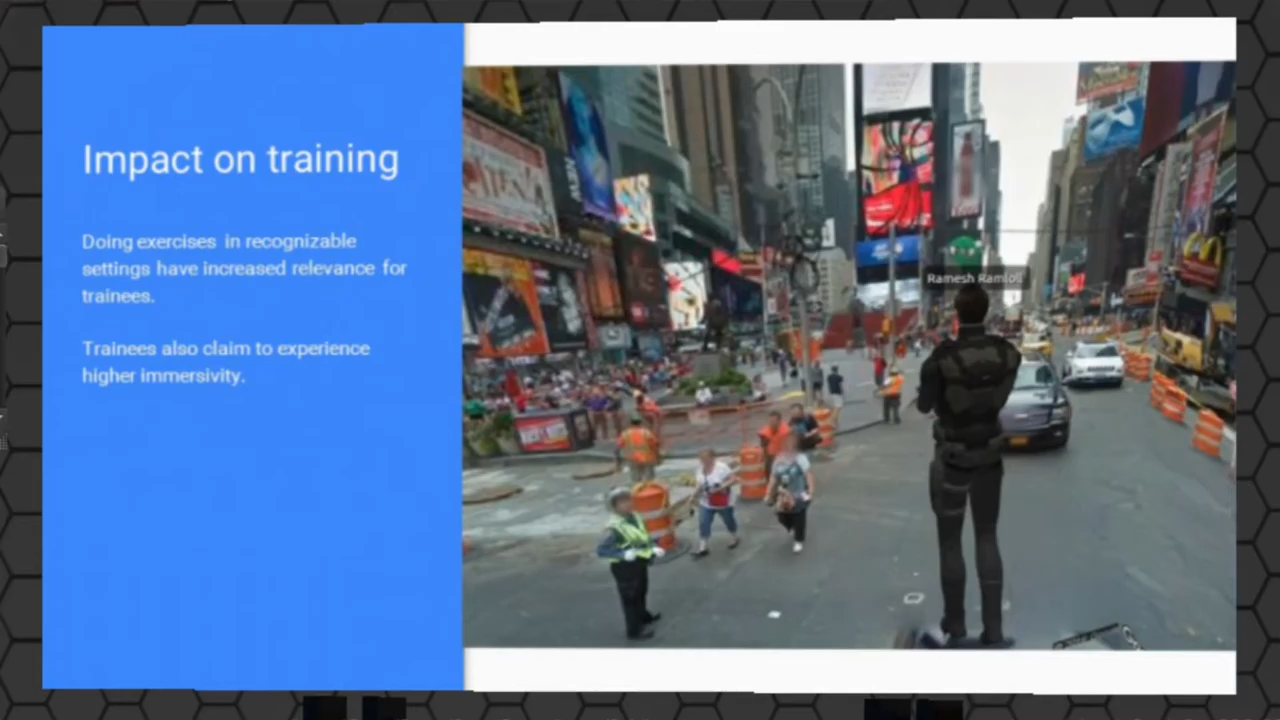 Impact on training
Doing exercises in recognizable
settings have increased relevance for
trainees.
Trainees also claim to experience
higher immersivity.
Ramesh Ramloll